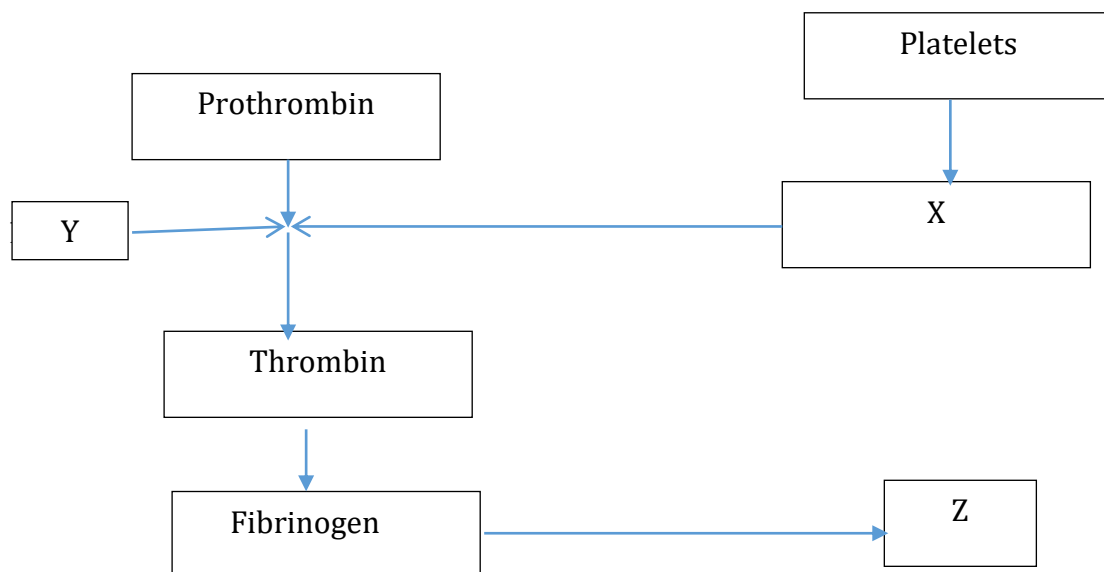 Platelets
Prothrombin
X
Y
Thrombin
Fibrinogen
Z